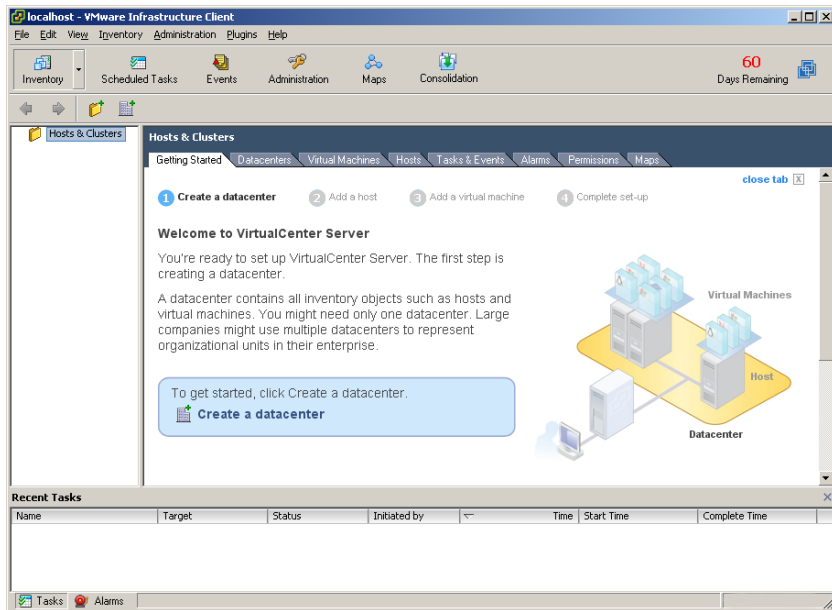 localhost - VMware Infrastructure Client
File Edit View Inventory Administration Plugins Help
Inventory Scheduled Tasks Events Administration Maps Consolidation
60
Days Remaining
Hosts & Clusters
Hosts & Clusters
Getting Started Datacenters Virtual Machines Hosts Tasks & Events Alarms Permissions Maps
close tab X
1 Create a datacenter 2 Add a host 3 Add a virtual machine 4 Complete set-up
Welcome to VirtualCenter Server
You're ready to set up VirtualCenter Server. The first step is
creating a datacenter.
A datacenter contains all inventory objects such as hosts and
virtual machines. You might need only one datacenter. Large
companies might use multiple datacenters to represent
organizational units in their enterprise.
To get started, click Create a datacenter.
Create a datacenter
Virtual Machines
Host
Datacenter
Recent Tasks
Name Target Status Initiated by Time Start Time Complete Time
Tasks Alarms